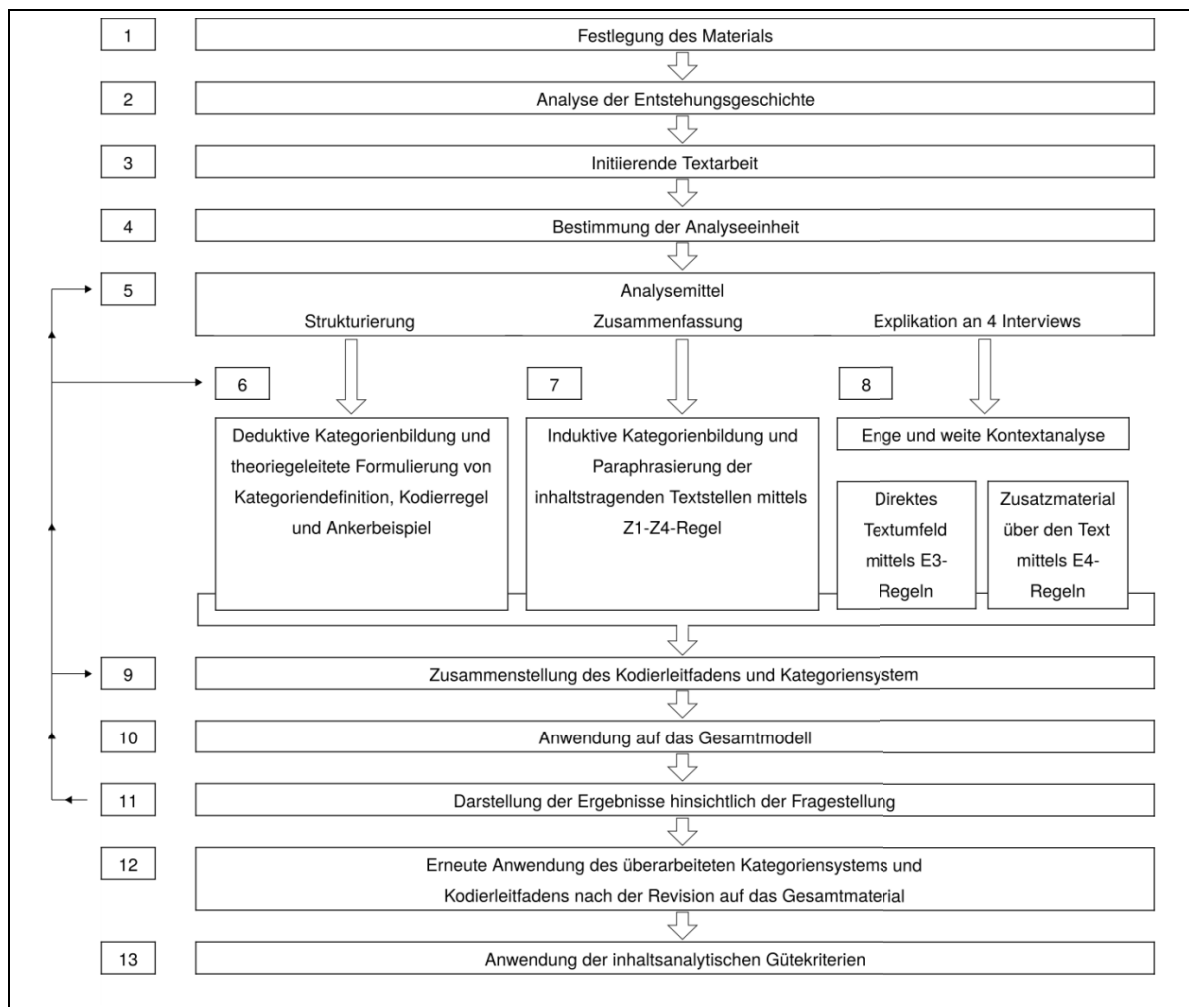 1
Festlegung des Materials
2
Analyse der Entstehungsgeschichte
3
Initiierende Textarbeit
4
Bestimmung der Analyseeinheit
5
Analysemittel
Strukturierung
Zusammenfassung
Explikation an 4 Interviews
6
7
8
Deduktive Kategorienbildung und
theoriegeleitete Formulierung von
Kategoriendefinition, Kodierregel
und Ankerbeispiel
Induktive Kategorienbildung und
Paraphrasierung der
inhaltstragenden Textstellen mittels
Z1-Z4-Regel
Enge und weite Kontextanalyse
Direktes
Textumfeld
mittels E3-
Regeln
Zusatzmaterial
über den Text
mittels E4-
Regeln
9
Zusammenstellung des Kodierleitfadens und Kategoriensystem
10
Anwendung auf das Gesamtmodell
11
Darstellung der Ergebnisse hinsichtlich der Fragestellung
12
Erneute Anwendung des überarbeiteten Kategoriensystems und
Kodierleitfadens nach der Revision auf das Gesamtmaterial
13
Anwendung der inhaltsanalytischen Gütekriterien